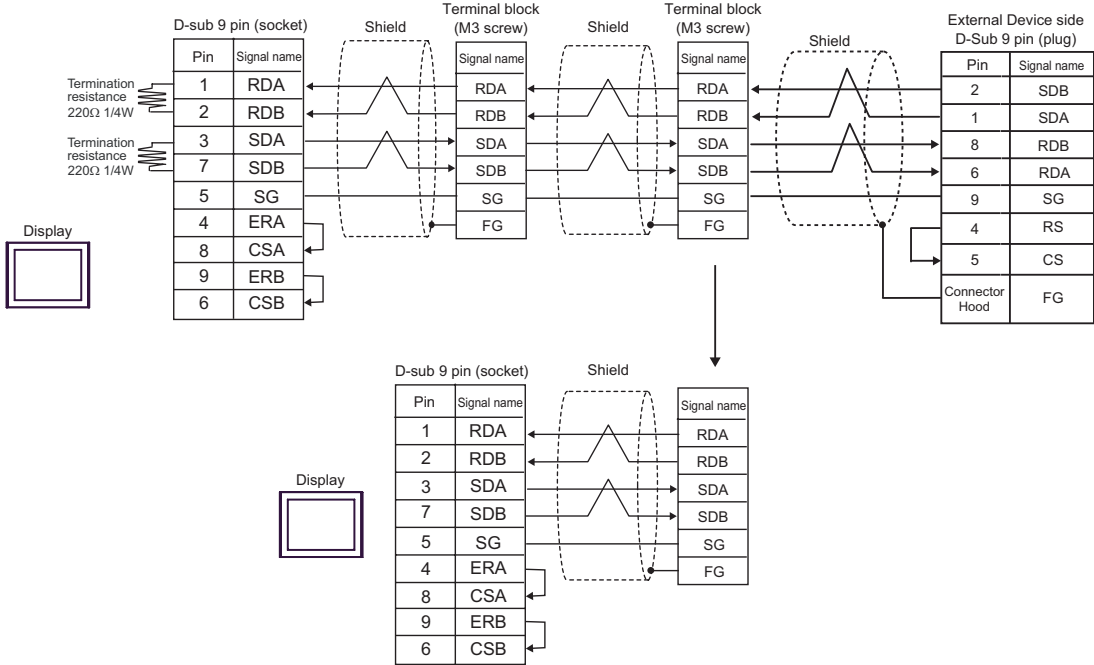 D-sub 9 pin (socket)
Shield
Terminal block
(M3 screw)
Shield
Terminal block
(M3 screw)
Shield
External Device side
D-Sub 9 pin (plug)
Termination
resistance
220Ω 1/4W
Termination
resistance
220Ω 1/4W
Display
Pin Signal name
1 RDA
2 RDB
3 SDA
7 SDB
5 SG
4 ERA
8 CSA
9 ERB
6 CSB
Signal name
RDA
RDB
SDA
SDB
SG
FG
Signal name
RDA
RDB
SDA
SDB
SG
FG
Pin Signal name
2 SDB
1 SDA
8 RDB
6 RDA
9 SG
4 RS
5 CS
Connector
Hood
FG
D-sub 9 pin (socket)
Shield
Display
Pin Signal name
1 RDA
2 RDB
3 SDA
7 SDB
5 SG
4 ERA
8 CSA
9 ERB
6 CSB
Signal name
RDA
RDB
SDA
SDB
SG
FG